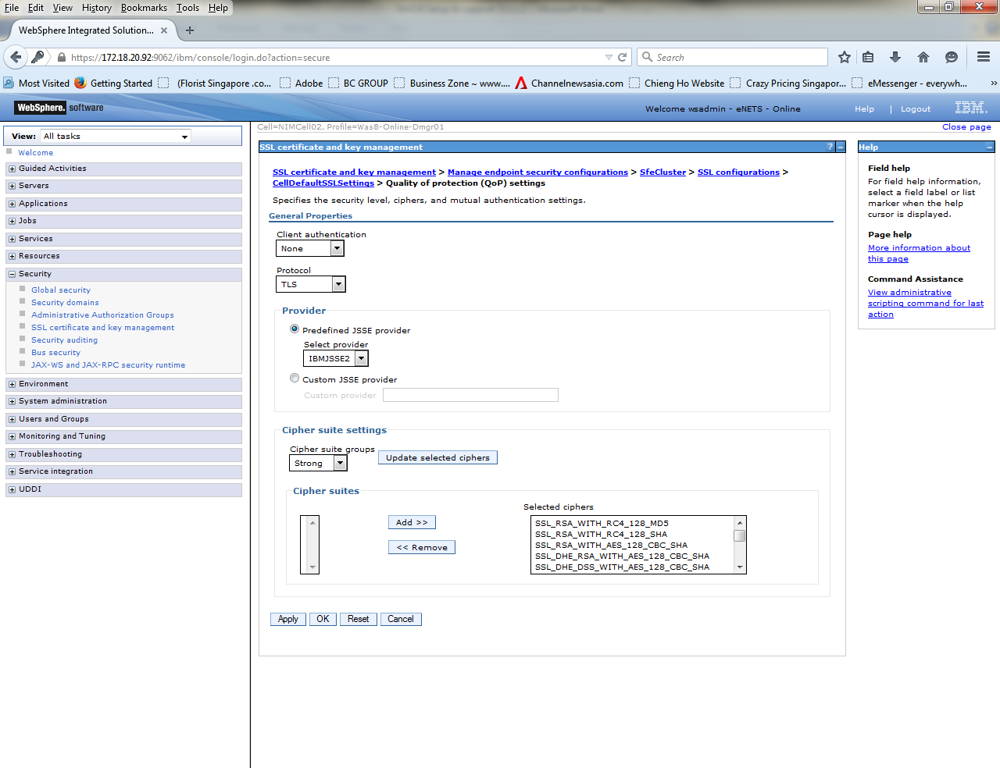 File Edit View History Bookmarks Tools Help
WebSphere Integrated Solution... × +
https://172.18.20.92:9062/ibm/console/login.do?action=secure
Search
Most Visited Getting Started (Florist Singapore .co... Adobe BC GROUP Business Zone ~ www.... Channelnewsasia.com Chieng Ho Website Crazy Pricing Singapor... eMessenger - everywh... »
WebSphere. software Welcome wsadmin - eNETS - Online Help | Logout IBM.
View: All tasks
Welcome
Guided Activities
Servers
Applications
Jobs
Services
Resources
Security
Global security
Security domains
Administrative Authorization Groups
SSL certificate and key management
Security auditing
Bus security
JAX-WS and JAX-RPC security runtime
Environment
System administration
Users and Groups
Monitoring and Tuning
Troubleshooting
Service integration
UDDI
Cell=NIMCell02, Profile=Was8-Online-Dmgr01
Close page
SSL certificate and key management ? –
SSL certificate and key management > Manage endpoint security configurations > SfeCluster > SSL configurations >
CellDefaultSSLSettings > Quality of protection (QoP) settings
Specifies the security level, ciphers, and mutual authentication settings.
General Properties
Client authentication
None
Protocol
TLS
Provider
Predefined JSSE provider
Select provider
IBMJSSE2
Custom JSSE provider
Custom provider
Cipher suite settings
Cipher suite groups
Strong
Update selected ciphers
Cipher suites
Selected ciphers
Add >>
<< Remove
SSL_RSA_WITH_RC4_128_MD5
SSL_RSA_WITH_RC4_128_SHA
SSL_RSA_WITH_AES_128_CBC_SHA
SSL_DHE_RSA_WITH_AES_128_CBC_SHA
SSL_DHE_DSS_WITH_AES_128_CBC_SHA
Apply OK Reset Cancel
Help –
Field help
For field help information,
select a field label or list
marker when the help
cursor is displayed.
Page help
More information about
this page
Command Assistance
View administrative
scripting command for last
action